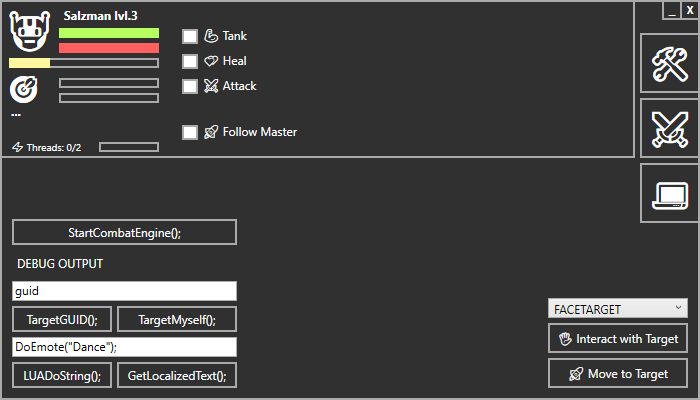 Salzman lvl.3
_ X
Tank
Heal
Attack
...
Follow Master
Threads: 0/2
StartCombatEngine();
DEBUG OUTPUT
guid
TargetGUID(); TargetMyself();
DoEmote("Dance");
LUADoString(); GetLocalizedText();
FACETARGET
Interact with Target
Move to Target